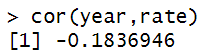 > cor(year,rate)
[1] -0.1836946